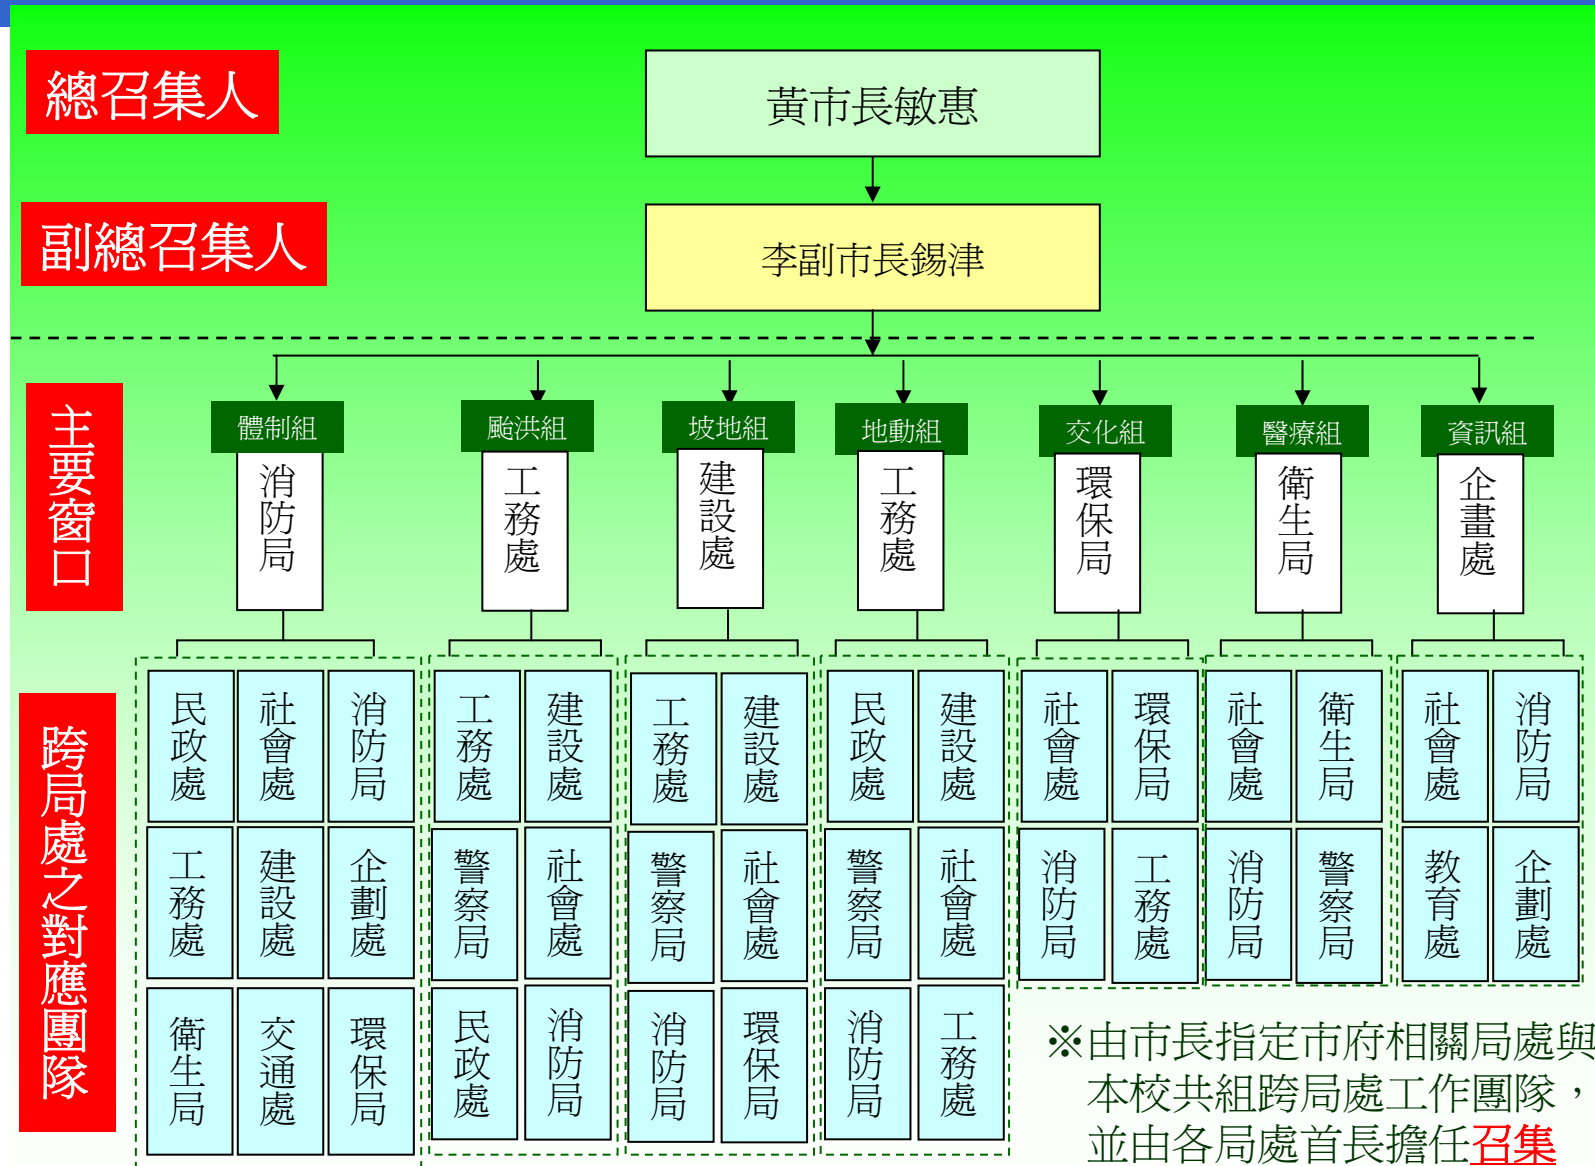 總召集人
黃市長敏惠
副總召集人
李副市長錫津
主要窗口
體制組
颱洪組
坡地組
地動組
交化組
醫療組
資訊組
消防局
工務處
建設處
工務處
環保局
衛生局
企畫處
跨局處之對應團隊
民政處
社會處
消防局
工務處
建設處
企劃處
衛生局
交通處
環保局
工務處
建設處
警察局
社會處
民政處
消防局
工務處
建設處
警察局
社會處
消防局
環保局
民政處
建設處
警察局
社會處
消防局
工務處
社會處
環保局
消防局
工務處
社會處
衛生局
消防局
警察局
社會處
消防局
教育處
企劃處
※由市長指定市府相關局處與
本校共組跨局處工作團隊，
並由各局處首長擔任召集